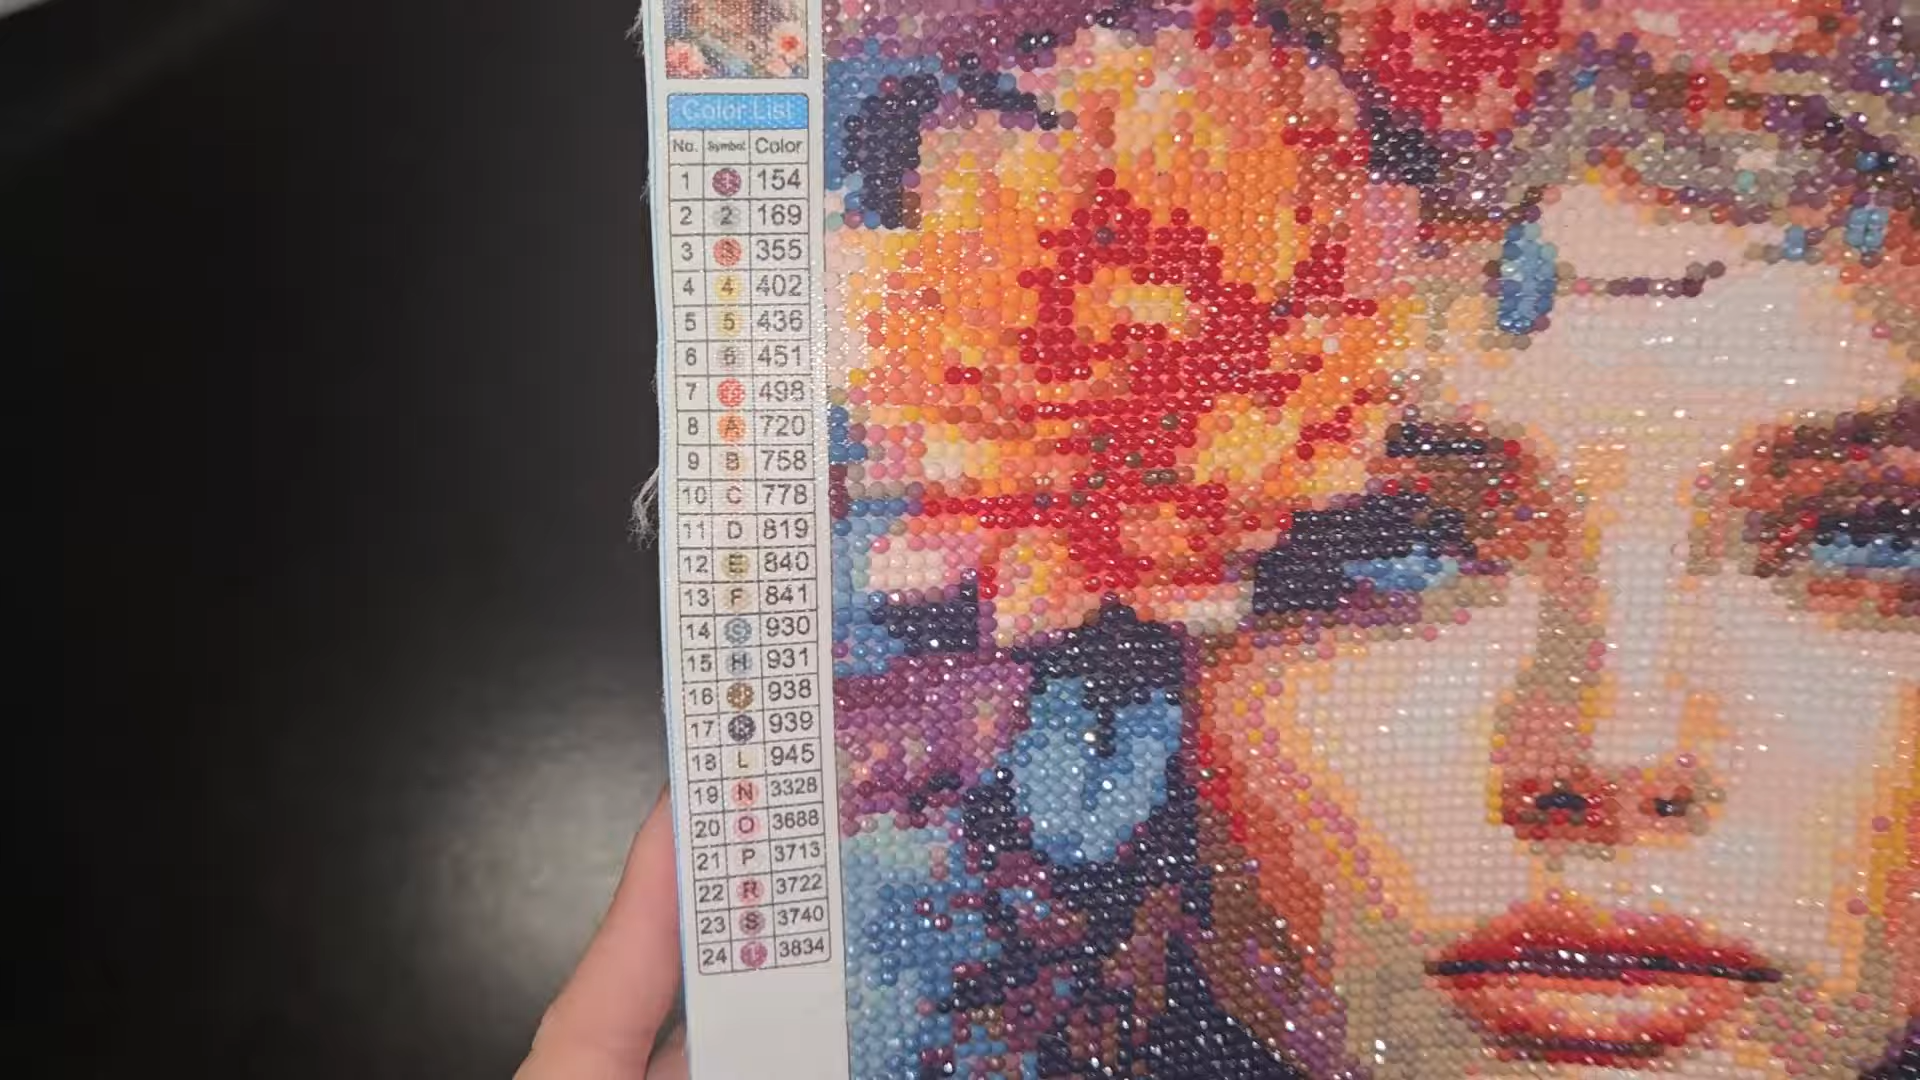 Color List
No. Symbol Color
1 154
2 2 169
3 3 355
4 4 402
5 5 436
6 6 451
7 498
8 A 720
9 B 758
10 C 778
11 D 819
12 E 840
13 F 841
14 G 930
15 H 931
16 938
17 K 939
18 L 945
19 N 3328
20 O 3688
21 P 3713
22 R 3722
23 S 3740
24 3834